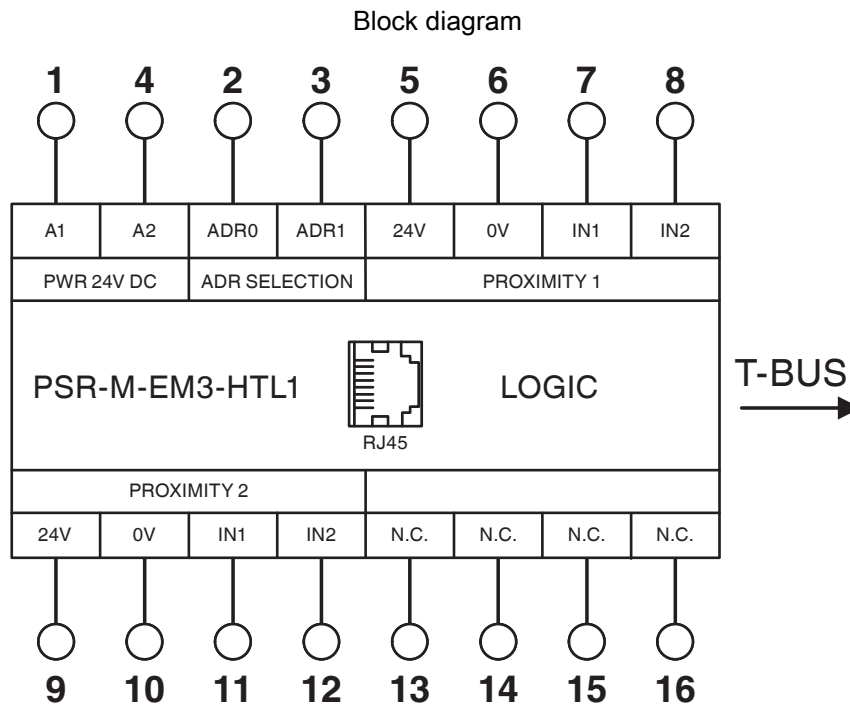 Block diagram
1 4 2 3 5 6 7 8
A1 A2 ADR0 ADR1 24V 0V IN1 IN2
PWR 24V DC ADR SELECTION PROXIMITY 1
PSR-M-EM3-HTL1 LOGIC T-BUS
RJ45
PROXIMITY 2
24V 0V IN1 IN2 N.C. N.C. N.C. N.C.
9 10 11 12 13 14 15 16